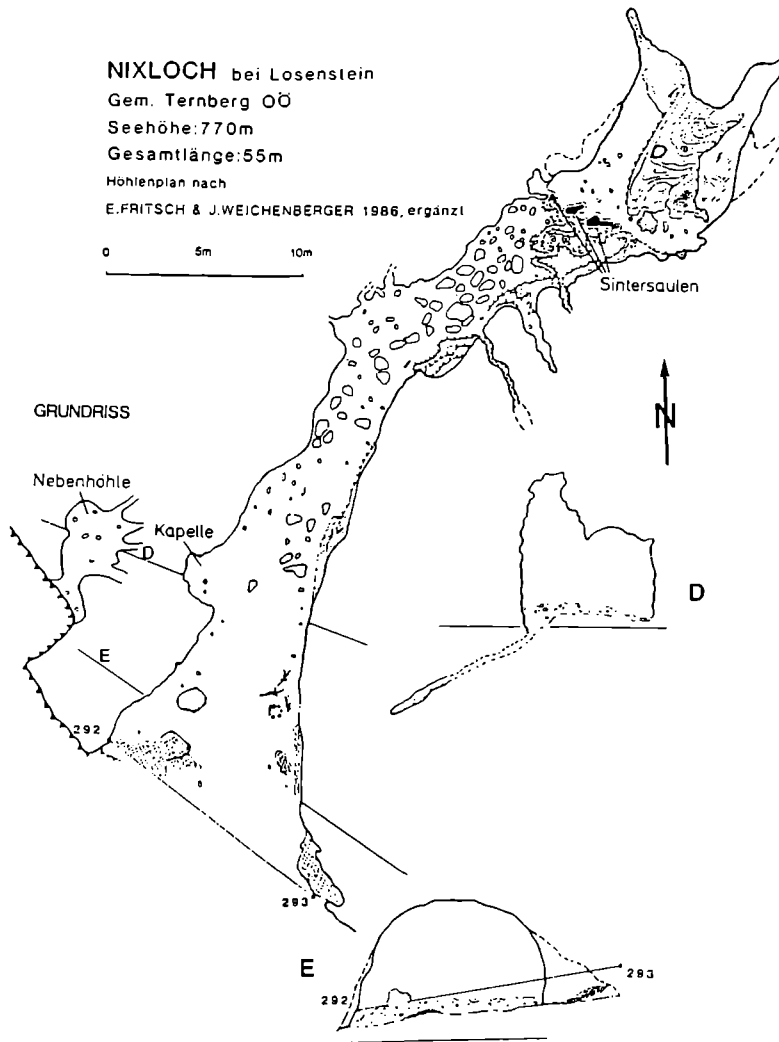 NIXLOCH bei Losenstein
Gem. Ternberg OÖ
Seehöhe:770m
Gesamtlänge:55m
Höhlenplan nach
E.FRITSCH & J.WEICHENBERGER 1986, ergänzt
0 5m 10m
Sintersäulen
N
GRUNDRISS
Nebenhöhle
Kapelle
D
D
E
292
293
E
292
293